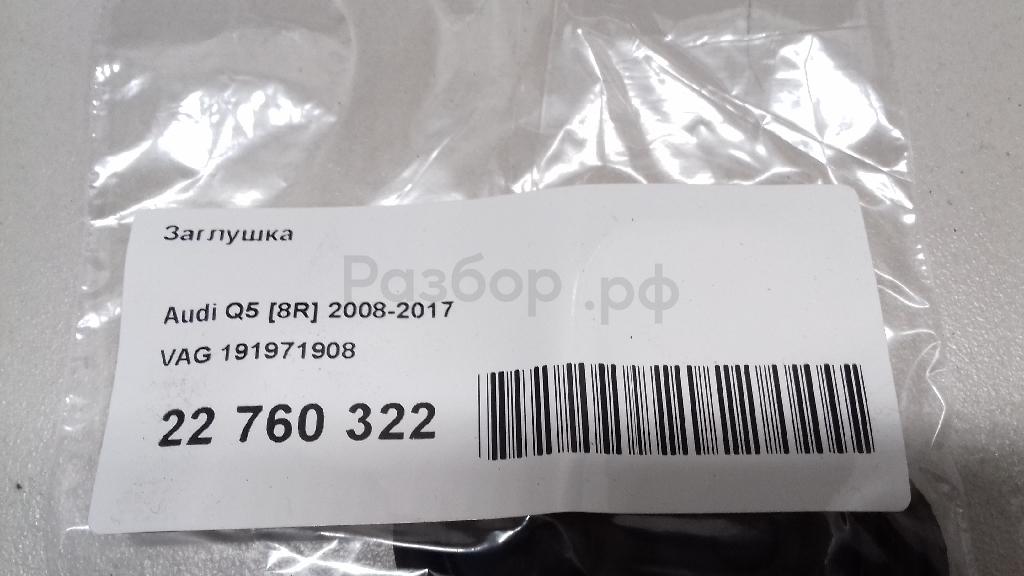 Заглушка
Разбор.рф
Audi Q5 [8R] 2008-2017
VAG 191971908
22 760 322